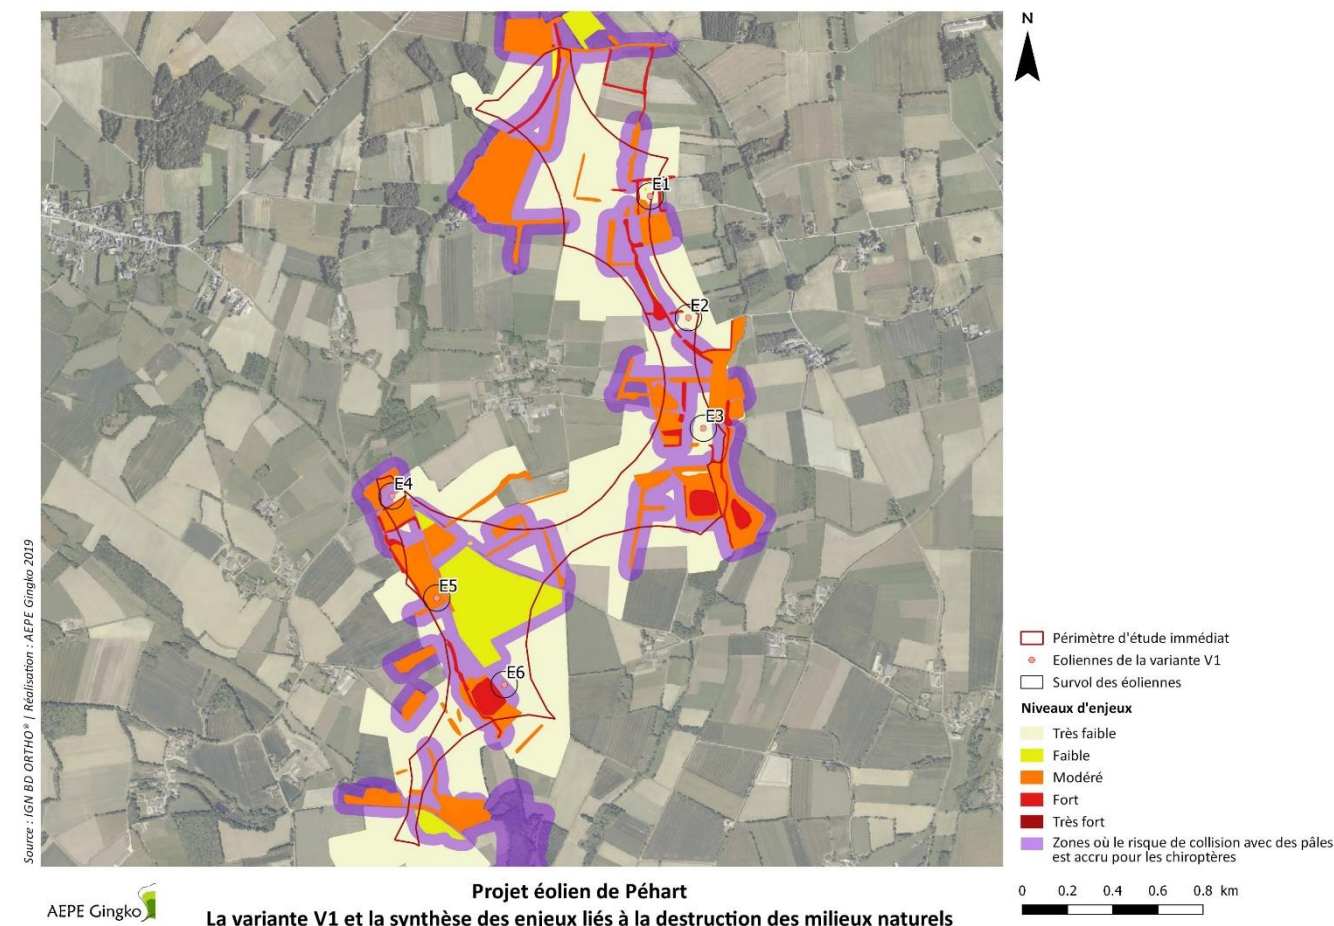 N
E1
E2
E3
E4
E5
E6
Source : IGN BD ORTHO® | Réalisation : AEPE Gingko 2019
Périmètre d'étude immédiat
Eoliennes de la variante V1
Survol des éoliennes
Niveaux d'enjeux
Très faible
Faible
Modéré
Fort
Très fort
Zones où le risque de collision avec des pâles
est accru pour les chiroptères
0 0.2 0.4 0.6 0.8 km
AEPE Gingko
Projet éolien de Péhart
La variante V1 et la synthèse des enjeux liés à la destruction des milieux naturels